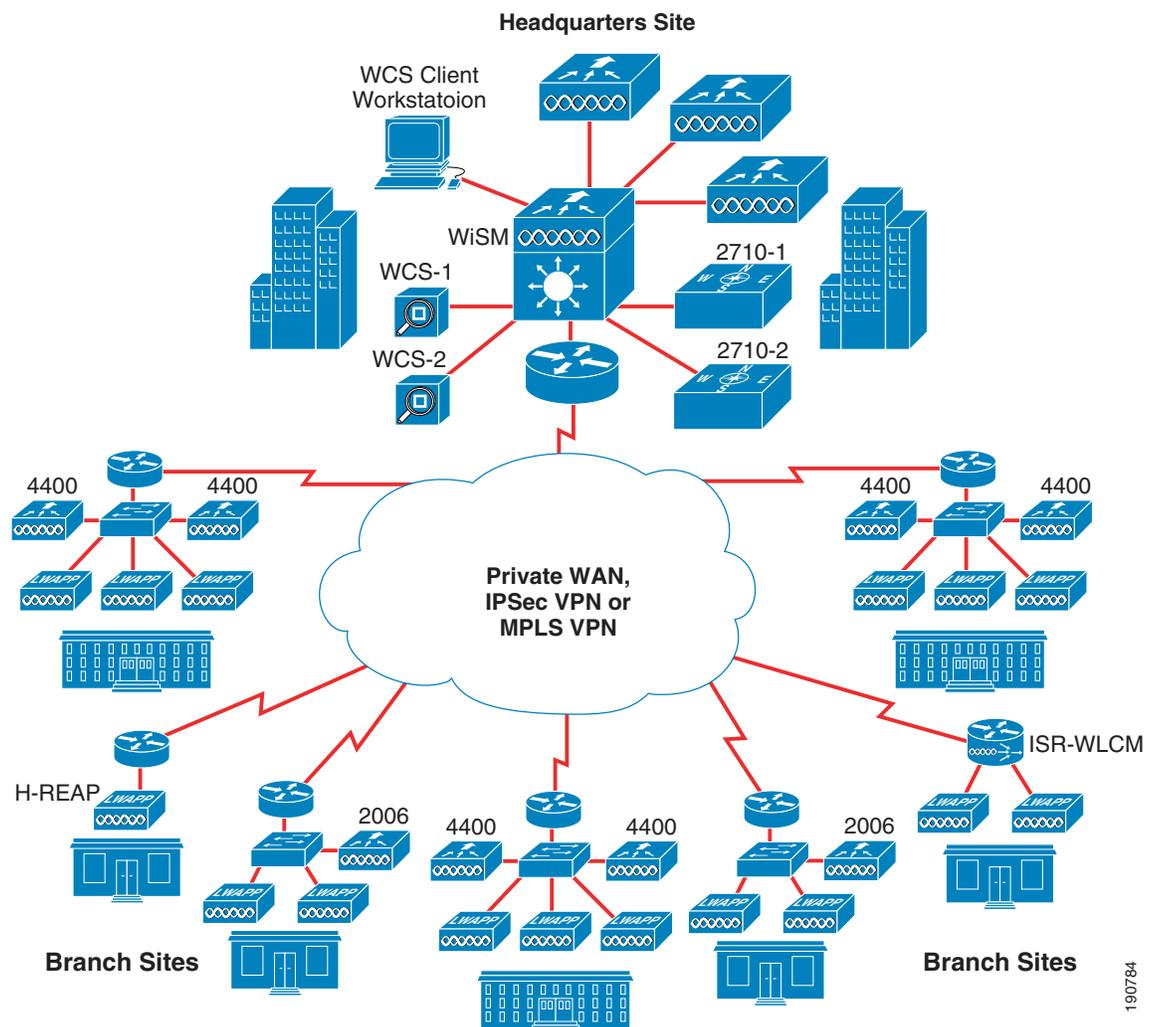 Headquarters Site
WCS Client
Workstatoion
WiSM
2710-1
N
W
E
S
WCS-1
WCS-2
2710-2
N
W
E
S
4400
4400
LWAPP
LWAPP
LWAPP
4400
4400
LWAPP
LWAPP
LWAPP
Private WAN,
IPSec VPN or
MPLS VPN
H-REAP
LWAPP
2006
LWAPP
LWAPP
4400
4400
LWAPP
LWAPP
LWAPP
2006
LWAPP
LWAPP
ISR-WLCM
LWAPP
LWAPP
Branch Sites
Branch Sites
190784